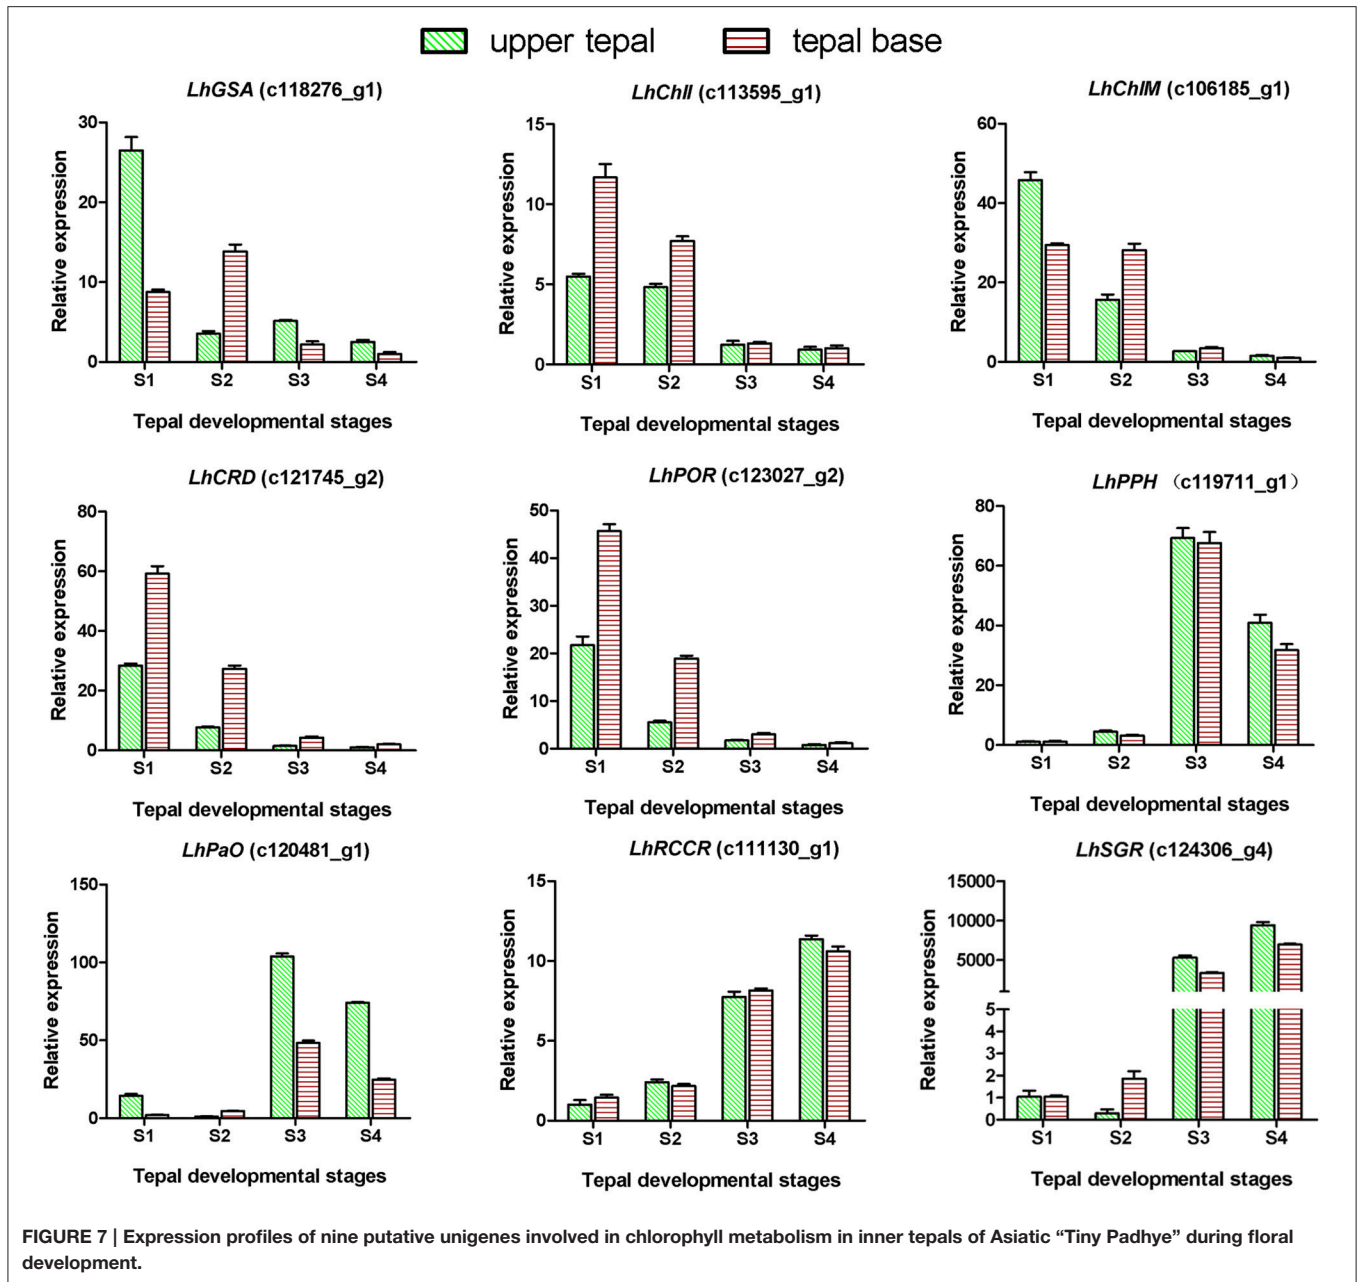 upper tepal tepal base
LhGSA (c118276_g1)
30
20
10
0
Relative expression
S1 S2 S3 S4
Tepal developmental stages
LhChlI (c113595_g1)
15
10
5
0
Relative expression
S1 S2 S3 S4
Tepal developmental stages
LhChlM (c106185_g1)
60
40
20
0
Relative expression
S1 S2 S3 S4
Tepal developmental stages
LhCRD (c121745_g2)
80
60
40
20
0
Relative expression
S1 S2 S3 S4
Tepal developmental stages
LhPOR (c123027_g2)
50
40
30
20
10
0
Relative expression
S1 S2 S3 S4
Tepal developmental stages
LhPPH （c119711_g1）
80
60
40
20
0
Relative expression
S1 S2 S3 S4
Tepal developmental stages
LhPaO (c120481_g1)
150
100
50
0
Relative expression
S1 S2 S3 S4
Tepal developmental stages
LhRCCR (c111130_g1)
15
10
5
0
Relative expression
S1 S2 S3 S4
Tepal developmental stages
LhSGR (c124306_g4)
15000
10000
5000
5
4
3
2
1
0
Relative expression
S1 S2 S3 S4
Tepal developmental stages
FIGURE 7 | Expression profiles of nine putative unigenes involved in chlorophyll metabolism in inner tepals of Asiatic “Tiny Padhye” during floral
development.